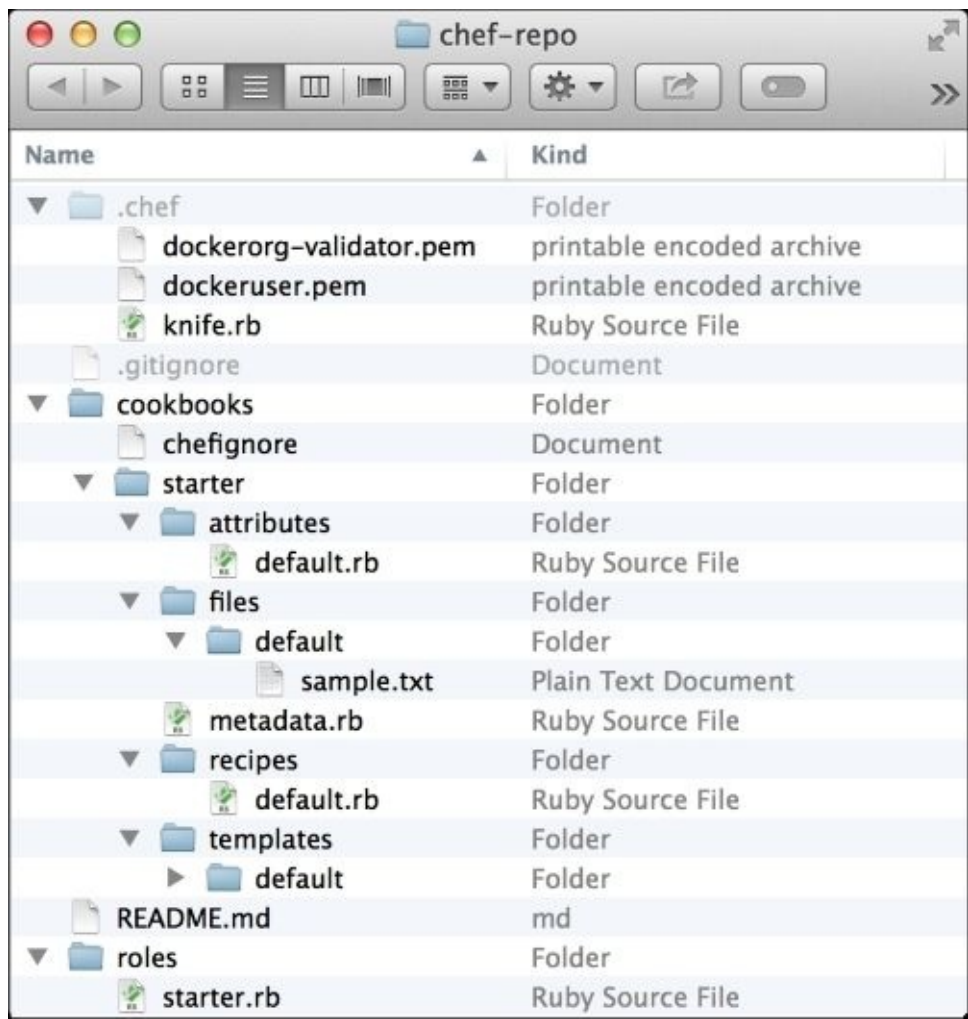 chef-repo
Name Kind
.chef Folder
dockerorg-validator.pem printable encoded archive
dockeruser.pem printable encoded archive
knife.rb Ruby Source File
.gitignore Document
cookbooks Folder
chefignore Document
starter Folder
attributes Folder
default.rb Ruby Source File
files Folder
default Folder
sample.txt Plain Text Document
metadata.rb Ruby Source File
recipes Folder
default.rb Ruby Source File
templates Folder
default Folder
README.md md
roles Folder
starter.rb Ruby Source File